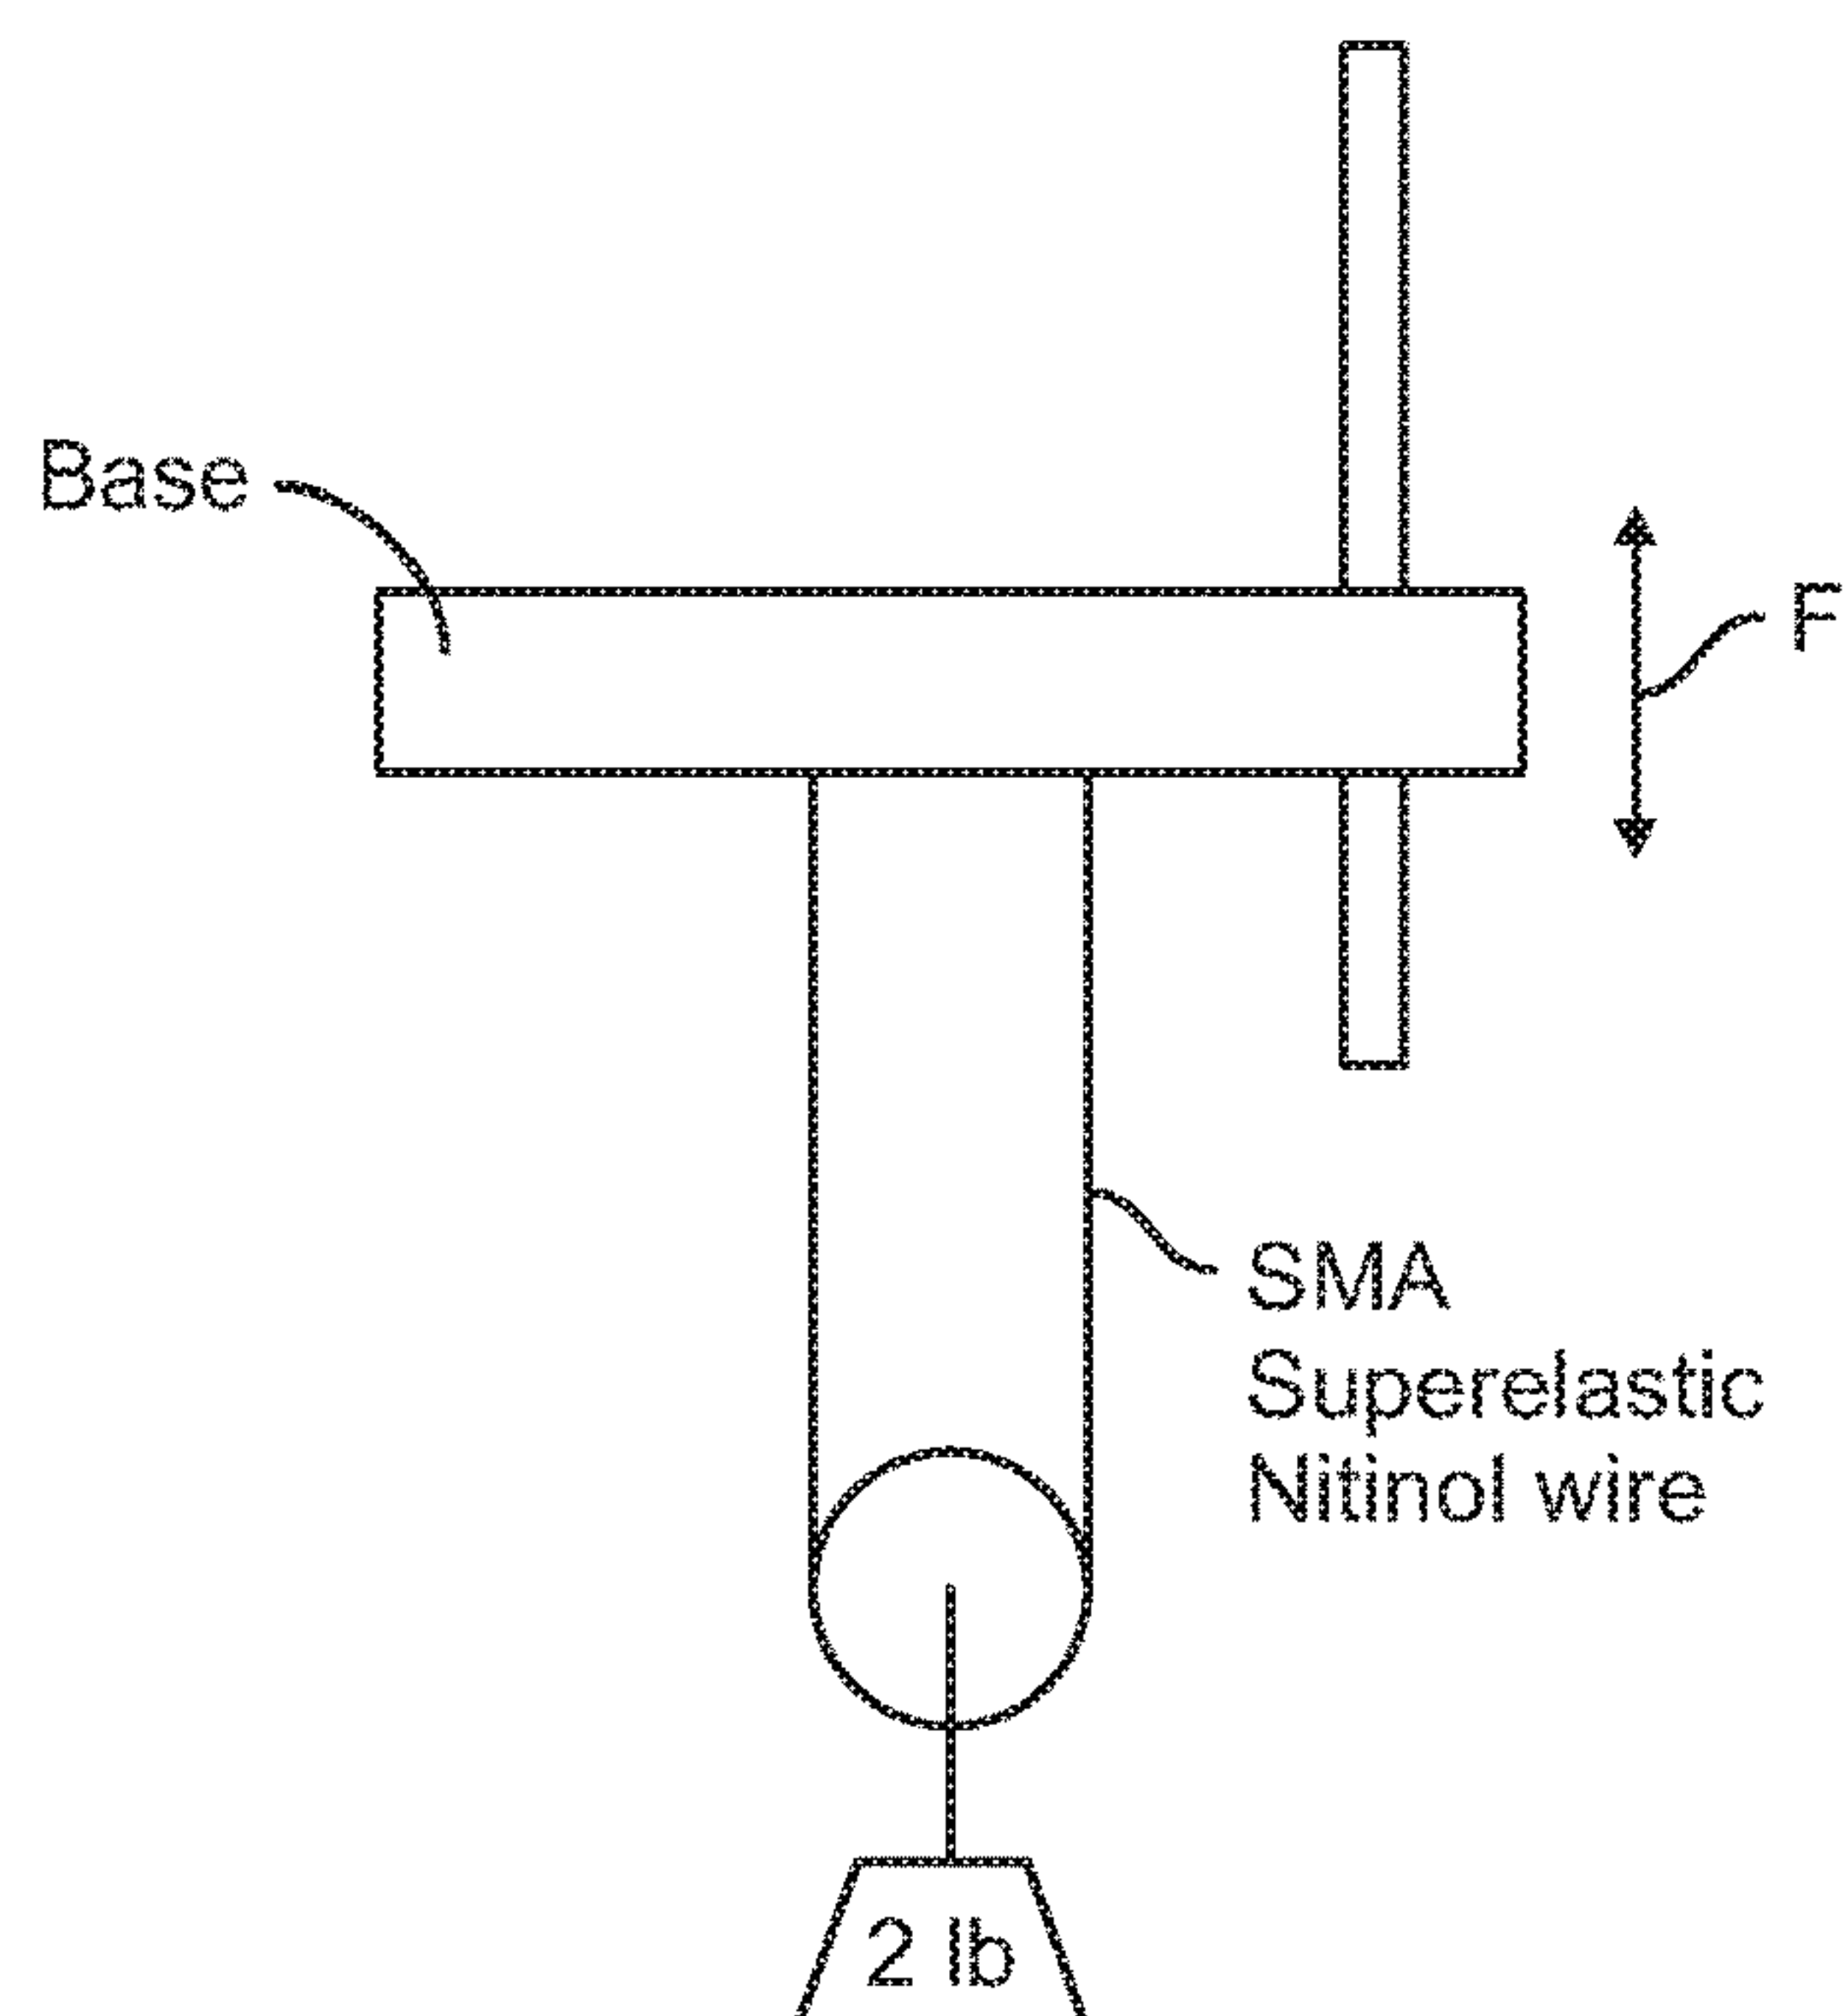 Base
F
SMA
Superelastic
Nitinol wire
2 lb